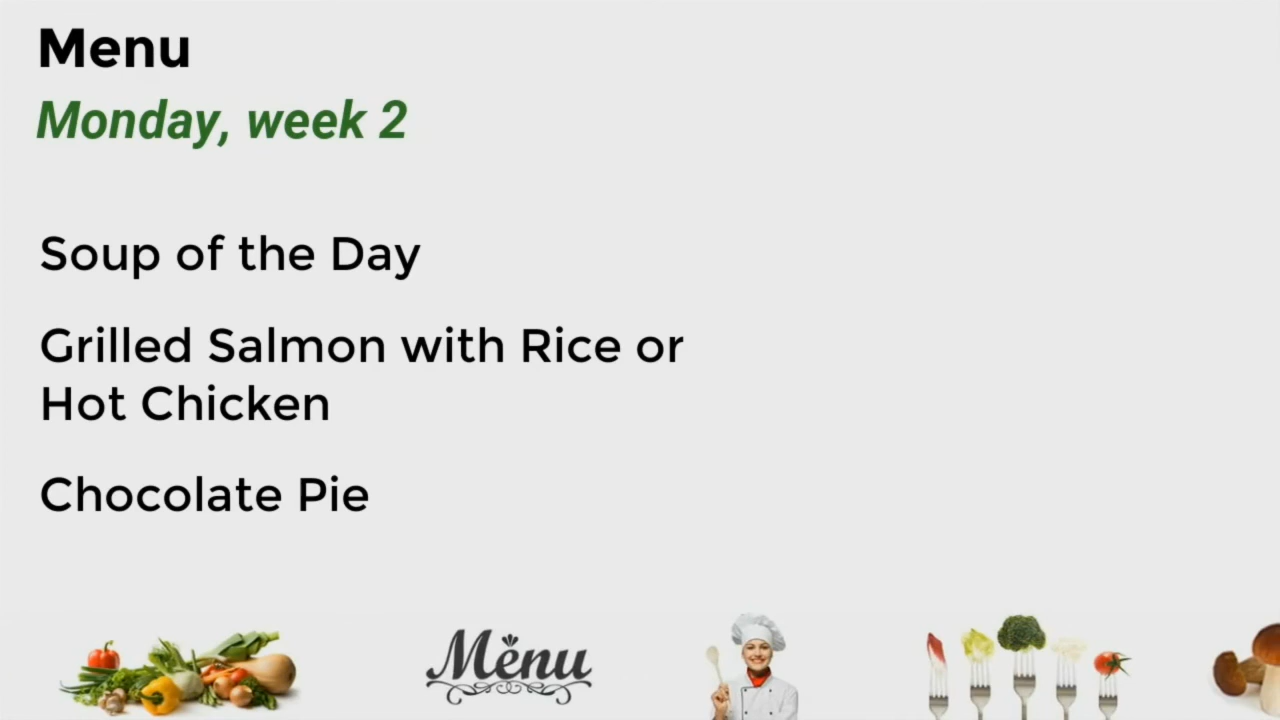 Menu
Monday, week 2
Soup of the Day
Grilled Salmon with Rice or
Hot Chicken
Chocolate Pie
Menu